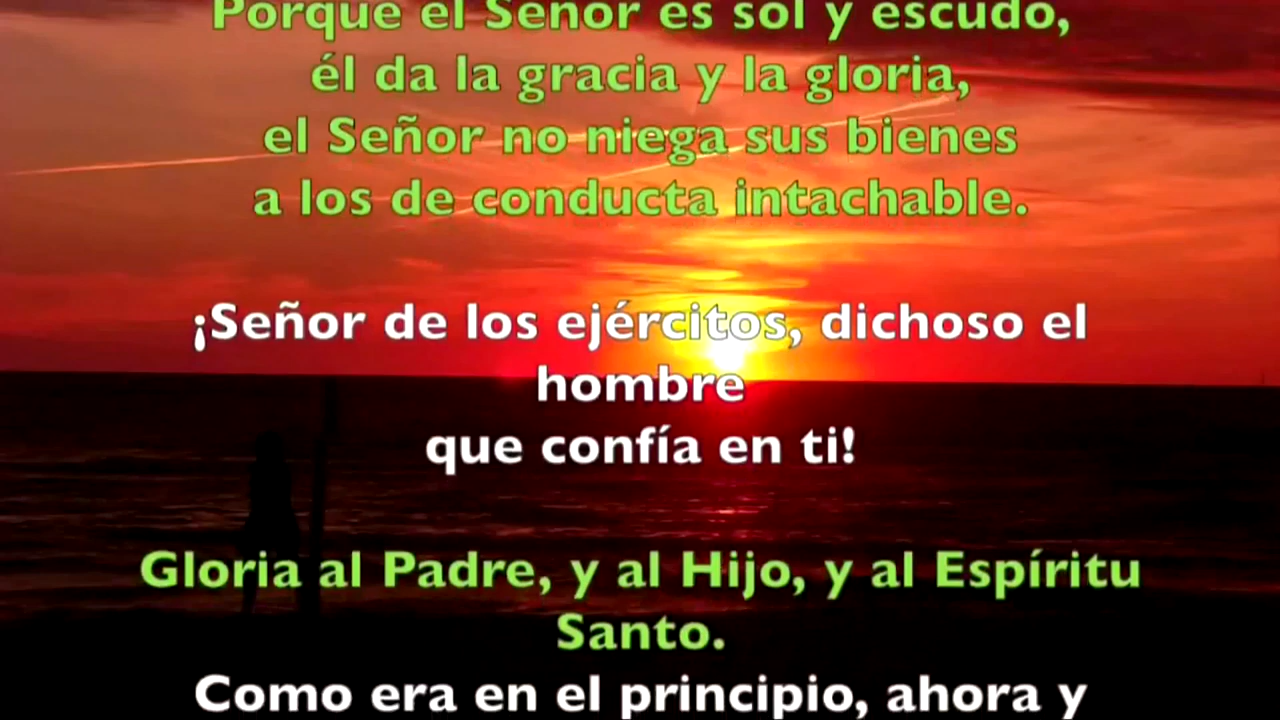 Porque el Señor es sol y escudo,
él da la gracia y la gloria,
el Señor no niega sus bienes
a los de conducta intachable.
¡Señor de los ejércitos, dichoso el
hombre
que confía en ti!
Gloria al Padre, y al Hijo, y al Espíritu
Santo.
Como era en el principio, ahora y